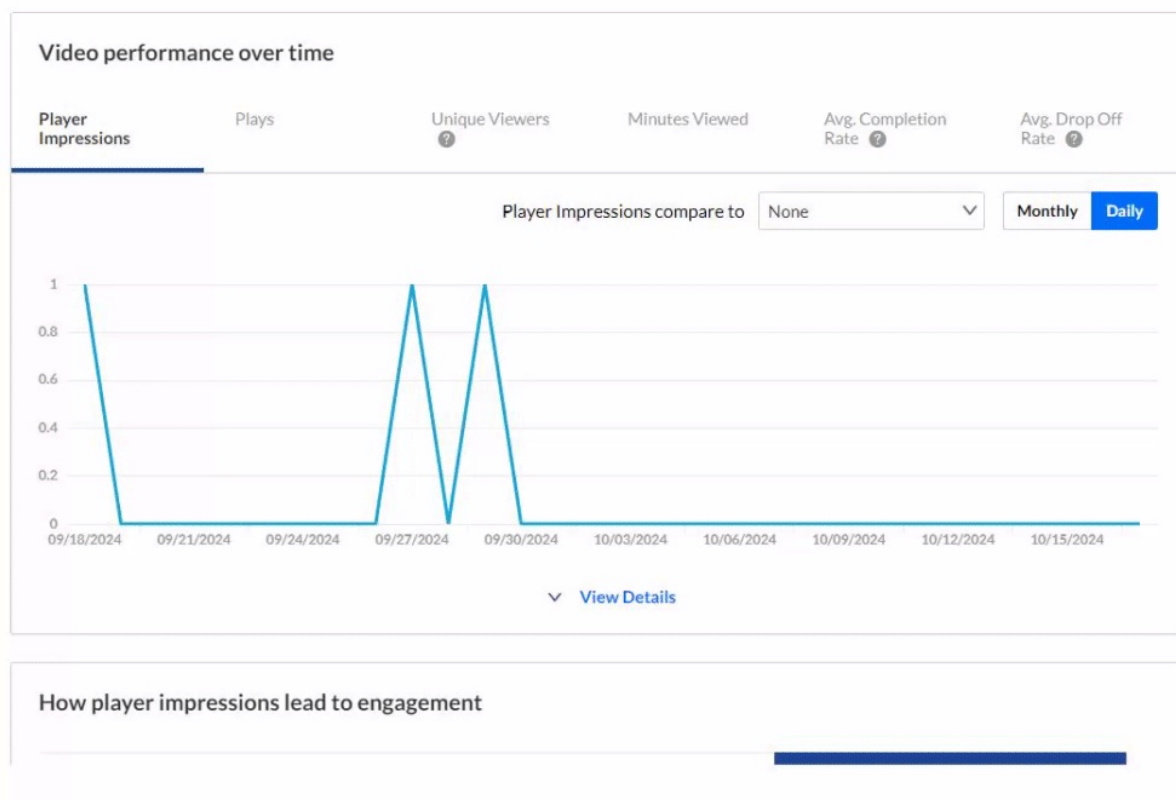 Video performance over time
Player Plays Unique Viewers Minutes Viewed Avg. Completion Avg. Drop Off
Impressions ? Rate ? Rate ?
Player Impressions compare to None Monthly Daily
1
0.8
0.6
0.4
0.2
0
09/18/2024 09/21/2024 09/24/2024 09/27/2024 09/30/2024 10/03/2024 10/06/2024 10/09/2024 10/12/2024 10/15/2024
View Details
How player impressions lead to engagement